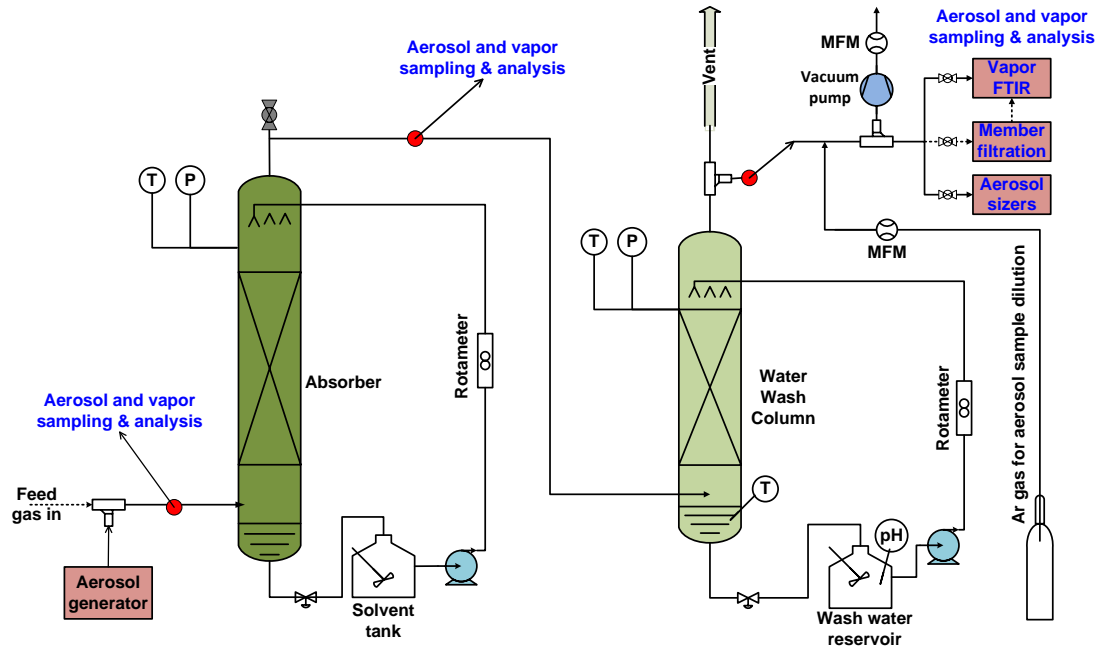 Aerosol and vapor
sampling & analysis
Vent
MFM
Vacuum
pump
Aerosol and vapor
sampling & analysis
Vapor
FTIR
Member
filtration
Aerosol
sizers
T
P
MFM
T
P
Absorber
Rotameter
Water
Wash
Column
Rotameter
Ar gas for aerosol sample dilution
Aerosol and vapor
sampling & analysis
Feed
gas in
T
pH
Aerosol
generator
Solvent
tank
Wash water
reservoir